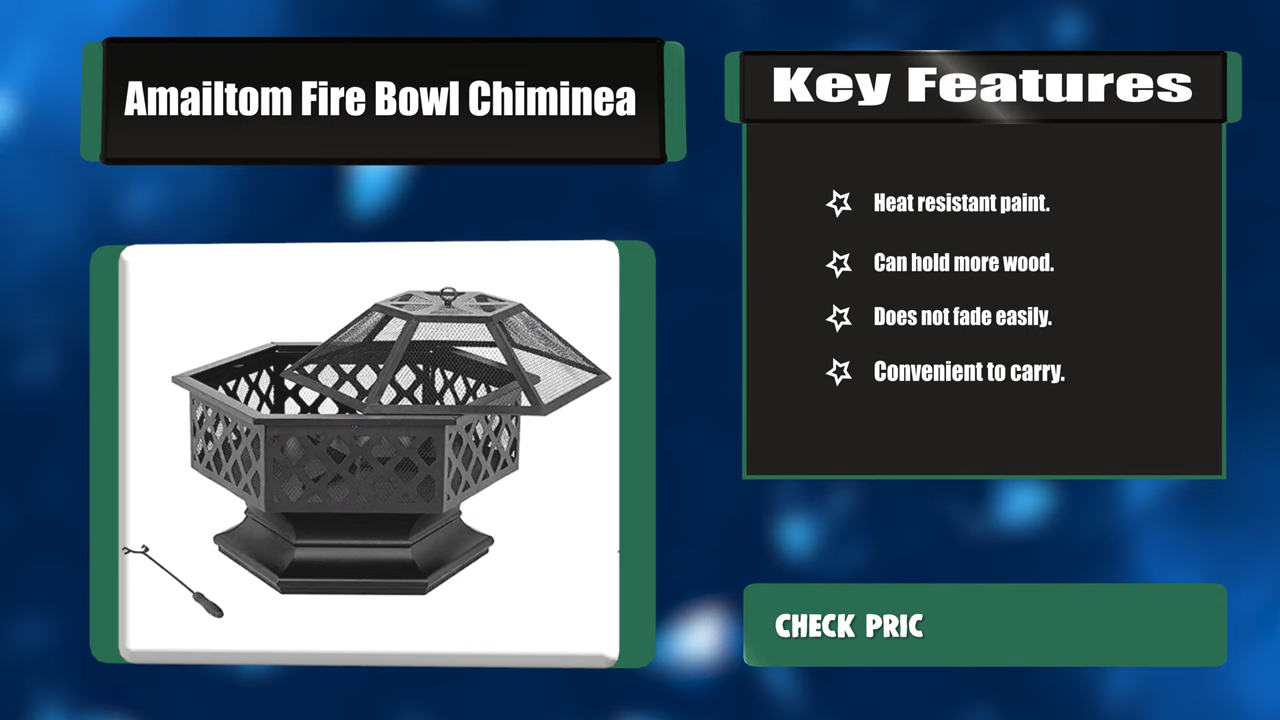 Amailtom Fire Bowl Chiminea
Key Features
Heat resistant paint.
Can hold more wood.
Does not fade easily.
Convenient to carry.
CHECK PRIC